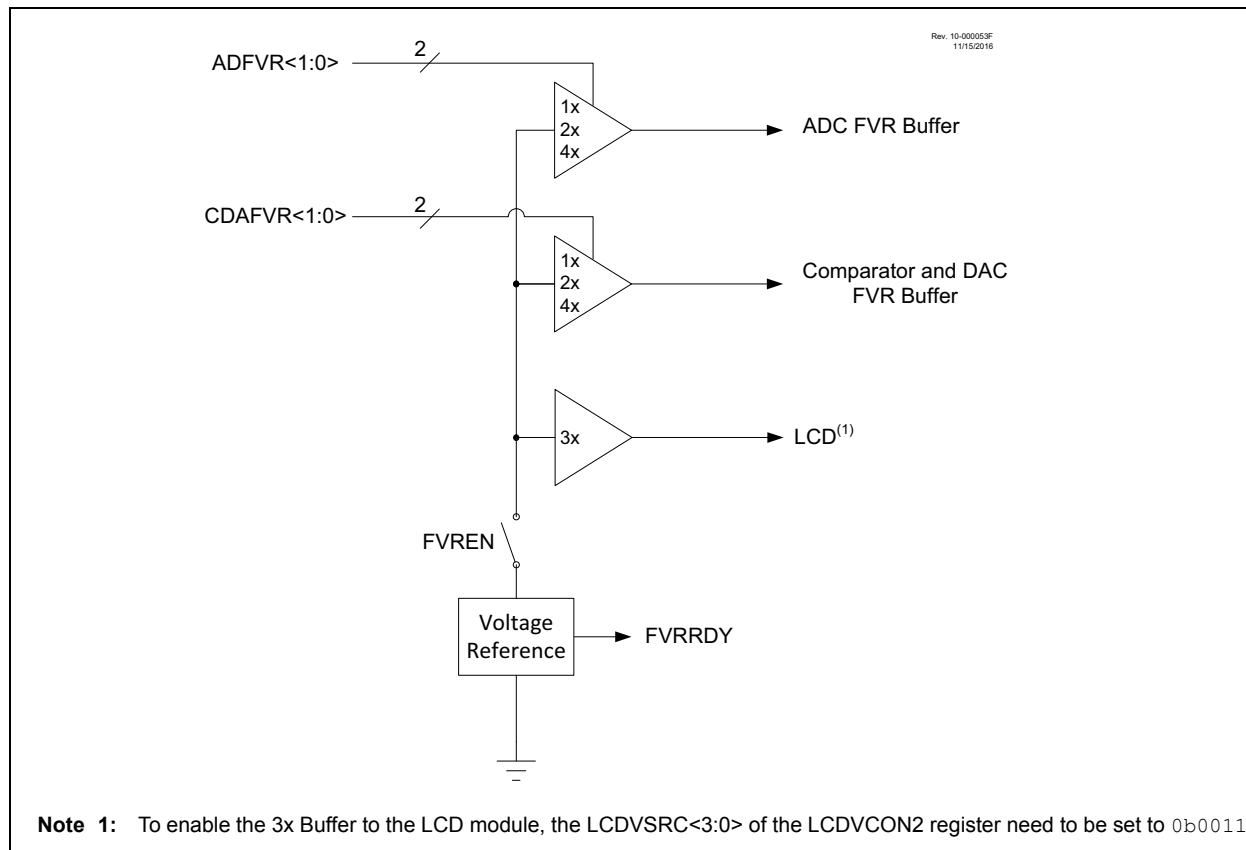 Rev. 10-000053F
11/15/2016
ADFVR<1:0>
2
1x
2x
4x
ADC FVR Buffer
CDAFVR<1:0>
2
1x
2x
4x
Comparator and DAC
FVR Buffer
3x
LCD(1)
FVREN
Voltage
Reference
FVRRDY
Note 1: To enable the 3x Buffer to the LCD module, the LCDVSRC<3:0> of the LCDVCON2 register need to be set to 0b0011